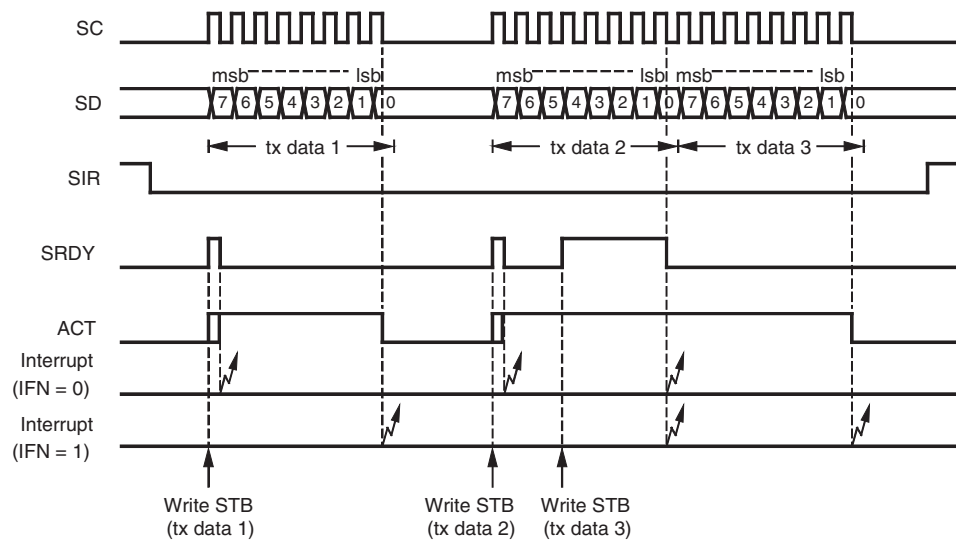 SC
msb lsb msb lsb
SD
7 6 5 4 3 2 1 0 7 6 5 4 3 2 1 0 7 6 5 4 3 2 1 0
tx data 1 tx data 2 tx data 3
SIR
SRDY
ACT
Interrupt
(IFN = 0)
Interrupt
(IFN = 1)
Write STB
(tx data 1)
Write STB
(tx data 2)
Write STB
(tx data 3)